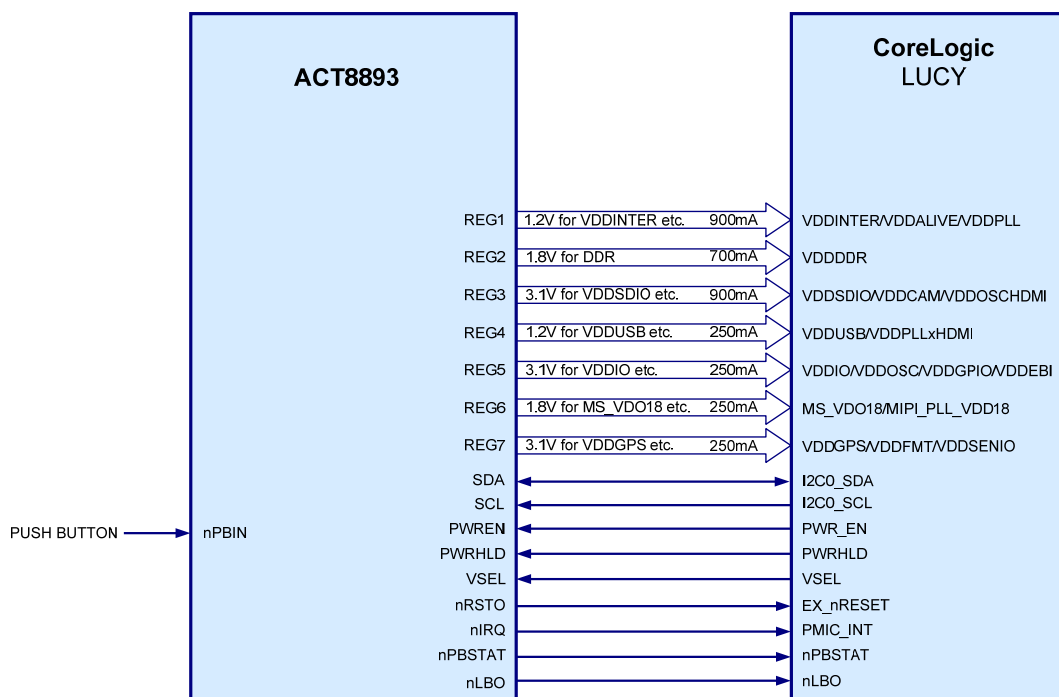 ACT8893
CoreLogic
LUCY
REG1 1.2V for VDDINTER etc. 900mA VDDINTER/VDDALIVE/VDDPLL
REG2 1.8V for DDR 700mA VDDDDR
REG3 3.1V for VDDSDIO etc. 900mA VDDSDIO/VDDCAM/VDDOSCHDMI
REG4 1.2V for VDDUSB etc. 250mA VDDUSB/VDDPLLxHDMI
REG5 3.1V for VDDIO etc. 250mA VDDIO/VDDOSC/VDDGPIO/VDDEBI
REG6 1.8V for MS_VDO18 etc. 250mA MS_VDO18/MIPI_PLL_VDD18
REG7 3.1V for VDDGPS etc. 250mA VDDGPS/VDDFMT/VDDSENIO
SDA I2C0_SDA
SCL I2C0_SCL
PUSH BUTTON nPBIN PWREN PWR_EN
PWRHLD PWRHLD
VSEL VSEL
nRSTO EX_nRESET
nIRQ PMIC_INT
nPBSTAT nPBSTAT
nLBO nLBO